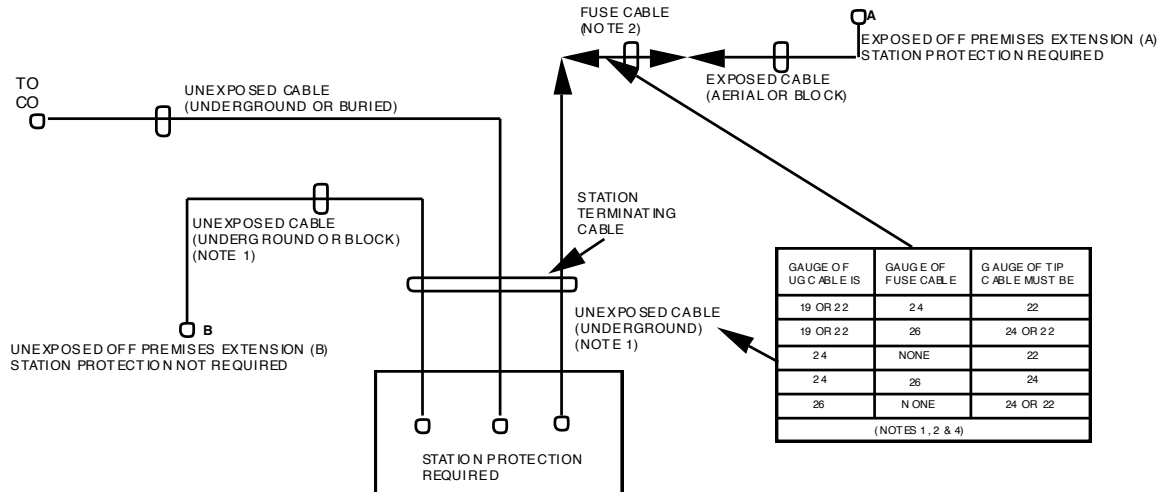 FUSE CABLE
(NOTE 2)
A
EXPOSED OFF PREMISES EXTENSION (A)
STATION PROTECTION REQUIRED
EXPOSED CABLE
(AERIAL OR BLOCK)
TO
CO
UNEXPOSED CABLE
(UNDERGROUND OR BURIED)
UNEXPOSED CABLE
(UNDERGROUND OR BLOCK)
(NOTE 1)
STATION
TERMINATING
CABLE
B
UNEXPOSED OFF PREMISES EXTENSION (B)
STATION PROTECTION NOT REQUIRED
UNEXPOSED CABLE
(UNDERGROUND)
(NOTE 1)
STATION PROTECTION
REQUIRED
GAUGE OF UG CABLE IS GAUGE OF FUSE CABLE GAUGE OF TIP CABLE MUST BE
19 OR 22 24 22
19 OR 22 26 24 OR 22
24 NONE 22
24 26 24
26 NONE 24 OR 22
(NOTES 1, 2 & 4)